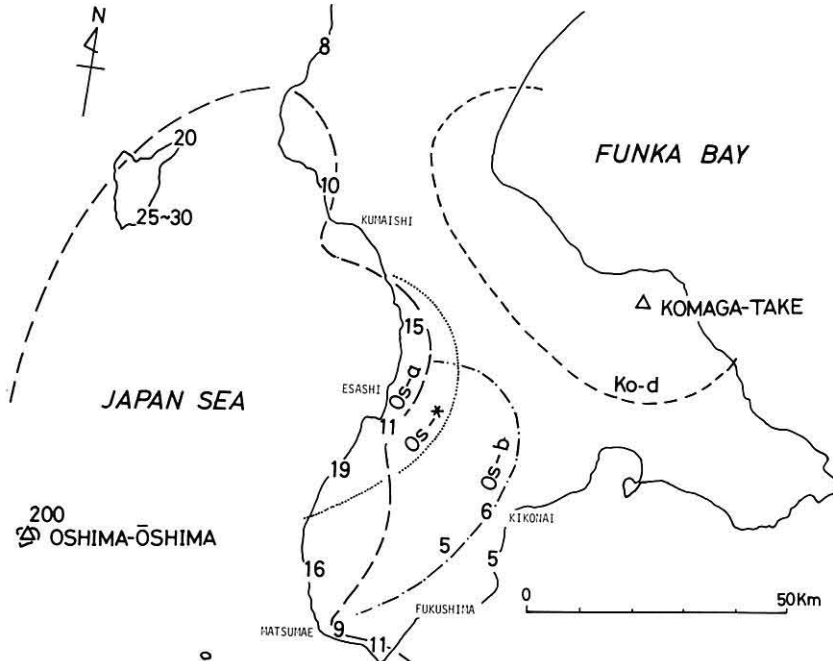 N
8
20
FUNKA BAY
10
25~30
KUMAISHI
KOMAGA-TAKE
15
Ko-d
ESASHI
Os-a
JAPAN SEA
11
Os-*
19
Os-b
200
6
KIKONAI
OSHIMA-ŌSHIMA
5
5
16
0
50Km
FUKUSHIMA
MATSUMAE
9
11